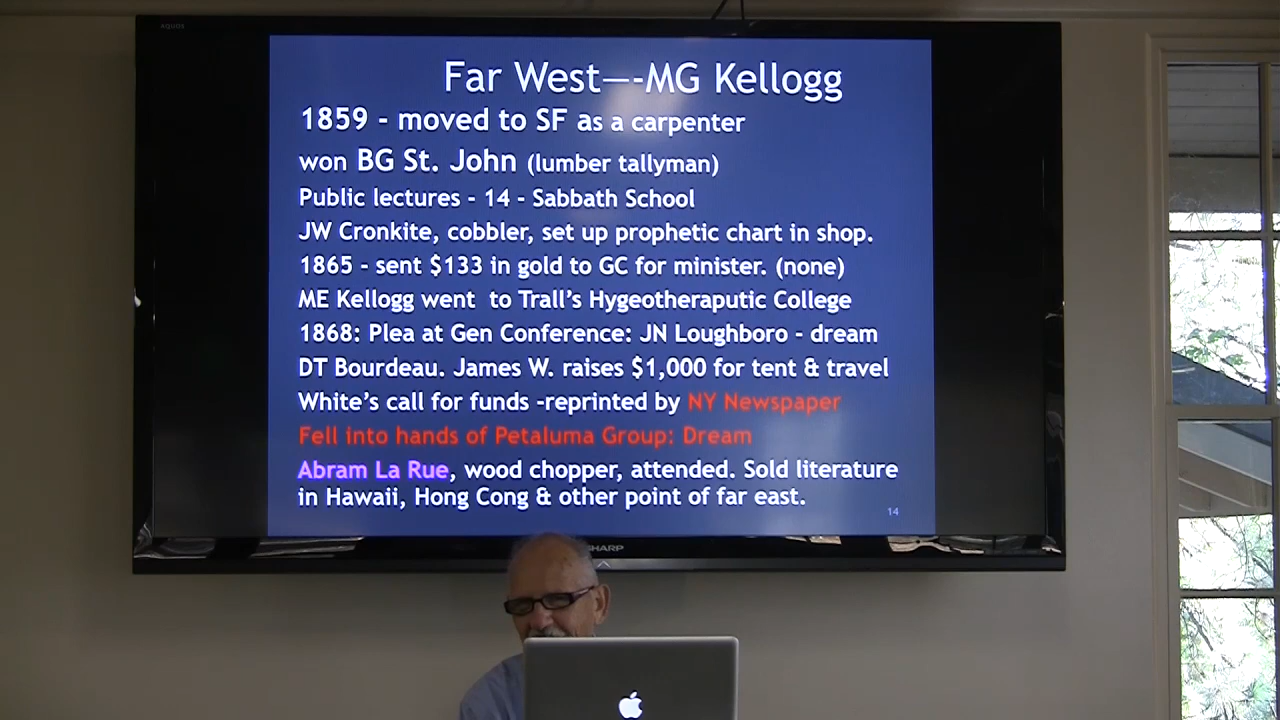 aquos
Far West—-MG Kellogg
1859 - moved to SF as a carpenter
won BG St. John (lumber tallyman)
Public lectures - 14 - Sabbath School
JW Cronkite, cobbler, set up prophetic chart in shop.
1865 - sent $133 in gold to GC for minister. (none)
ME Kellogg went to Trall's Hygeotheraputic College
1868: Plea at Gen Conference: JN Loughboro - dream
DT Bourdeau. James W. raises $1,000 for tent & travel
White's call for funds -reprinted by NY Newspaper
Fell into hands of Petaluma Group: Dream
Abram La Rue, wood chopper, attended. Sold literature
in Hawaii, Hong Cong & other point of far east.
14
SHARP